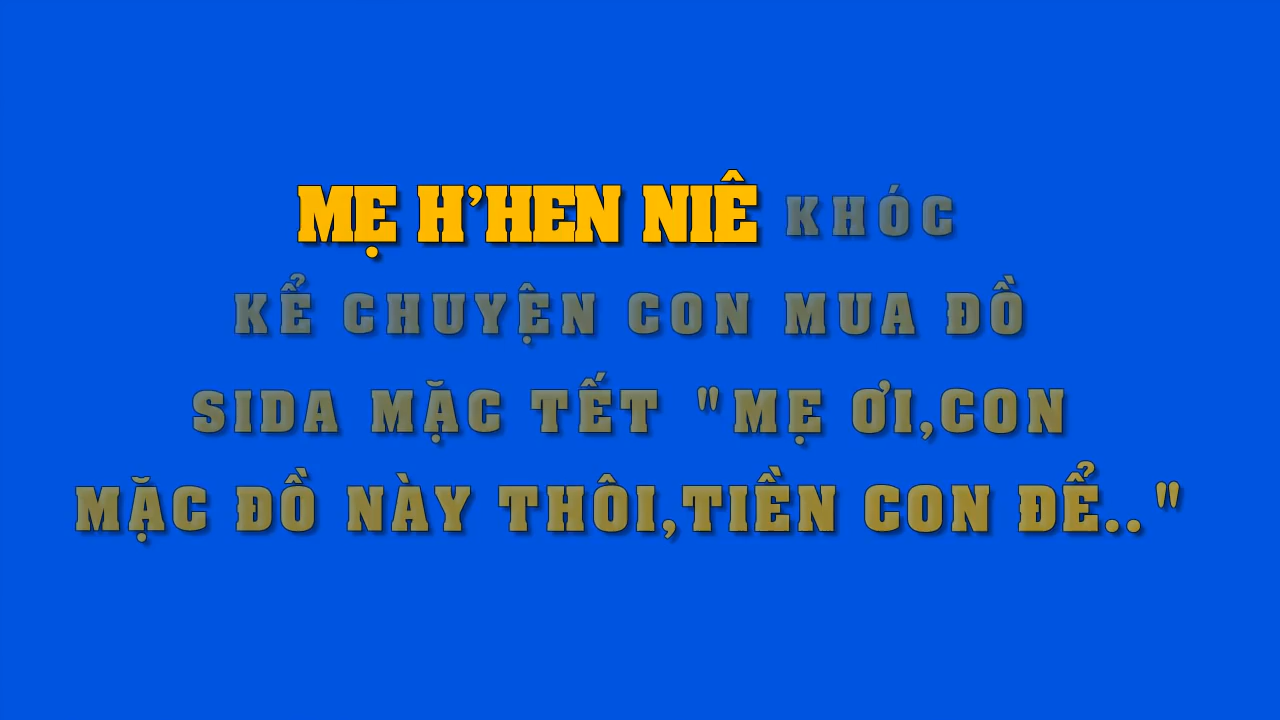 MẸ H'HEN NIÊ KHÓC
KỂ CHUYỆN CON MUA ĐỒ
SIDA MẶC TẾT "MẸ ƠI,CON
MẶC ĐỒ NÀY THÔI,TIỀN CON ĐỂ.."